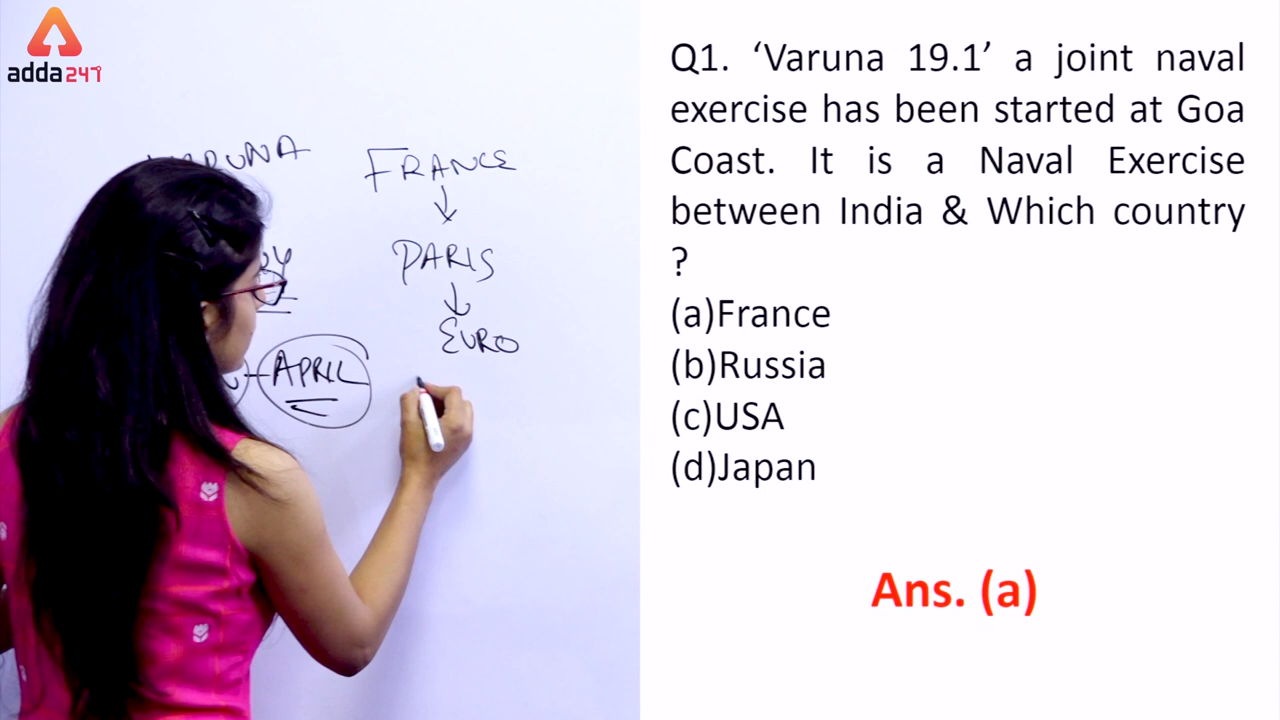 adda247
FRANCE
PARIS
EURO
APRIL
Q1. ‘Varuna 19.1’ a joint naval
exercise has been started at Goa
Coast. It is a Naval Exercise
between India & Which country
?
(a)France
(b)Russia
(c)USA
(d)Japan
Ans. (a)